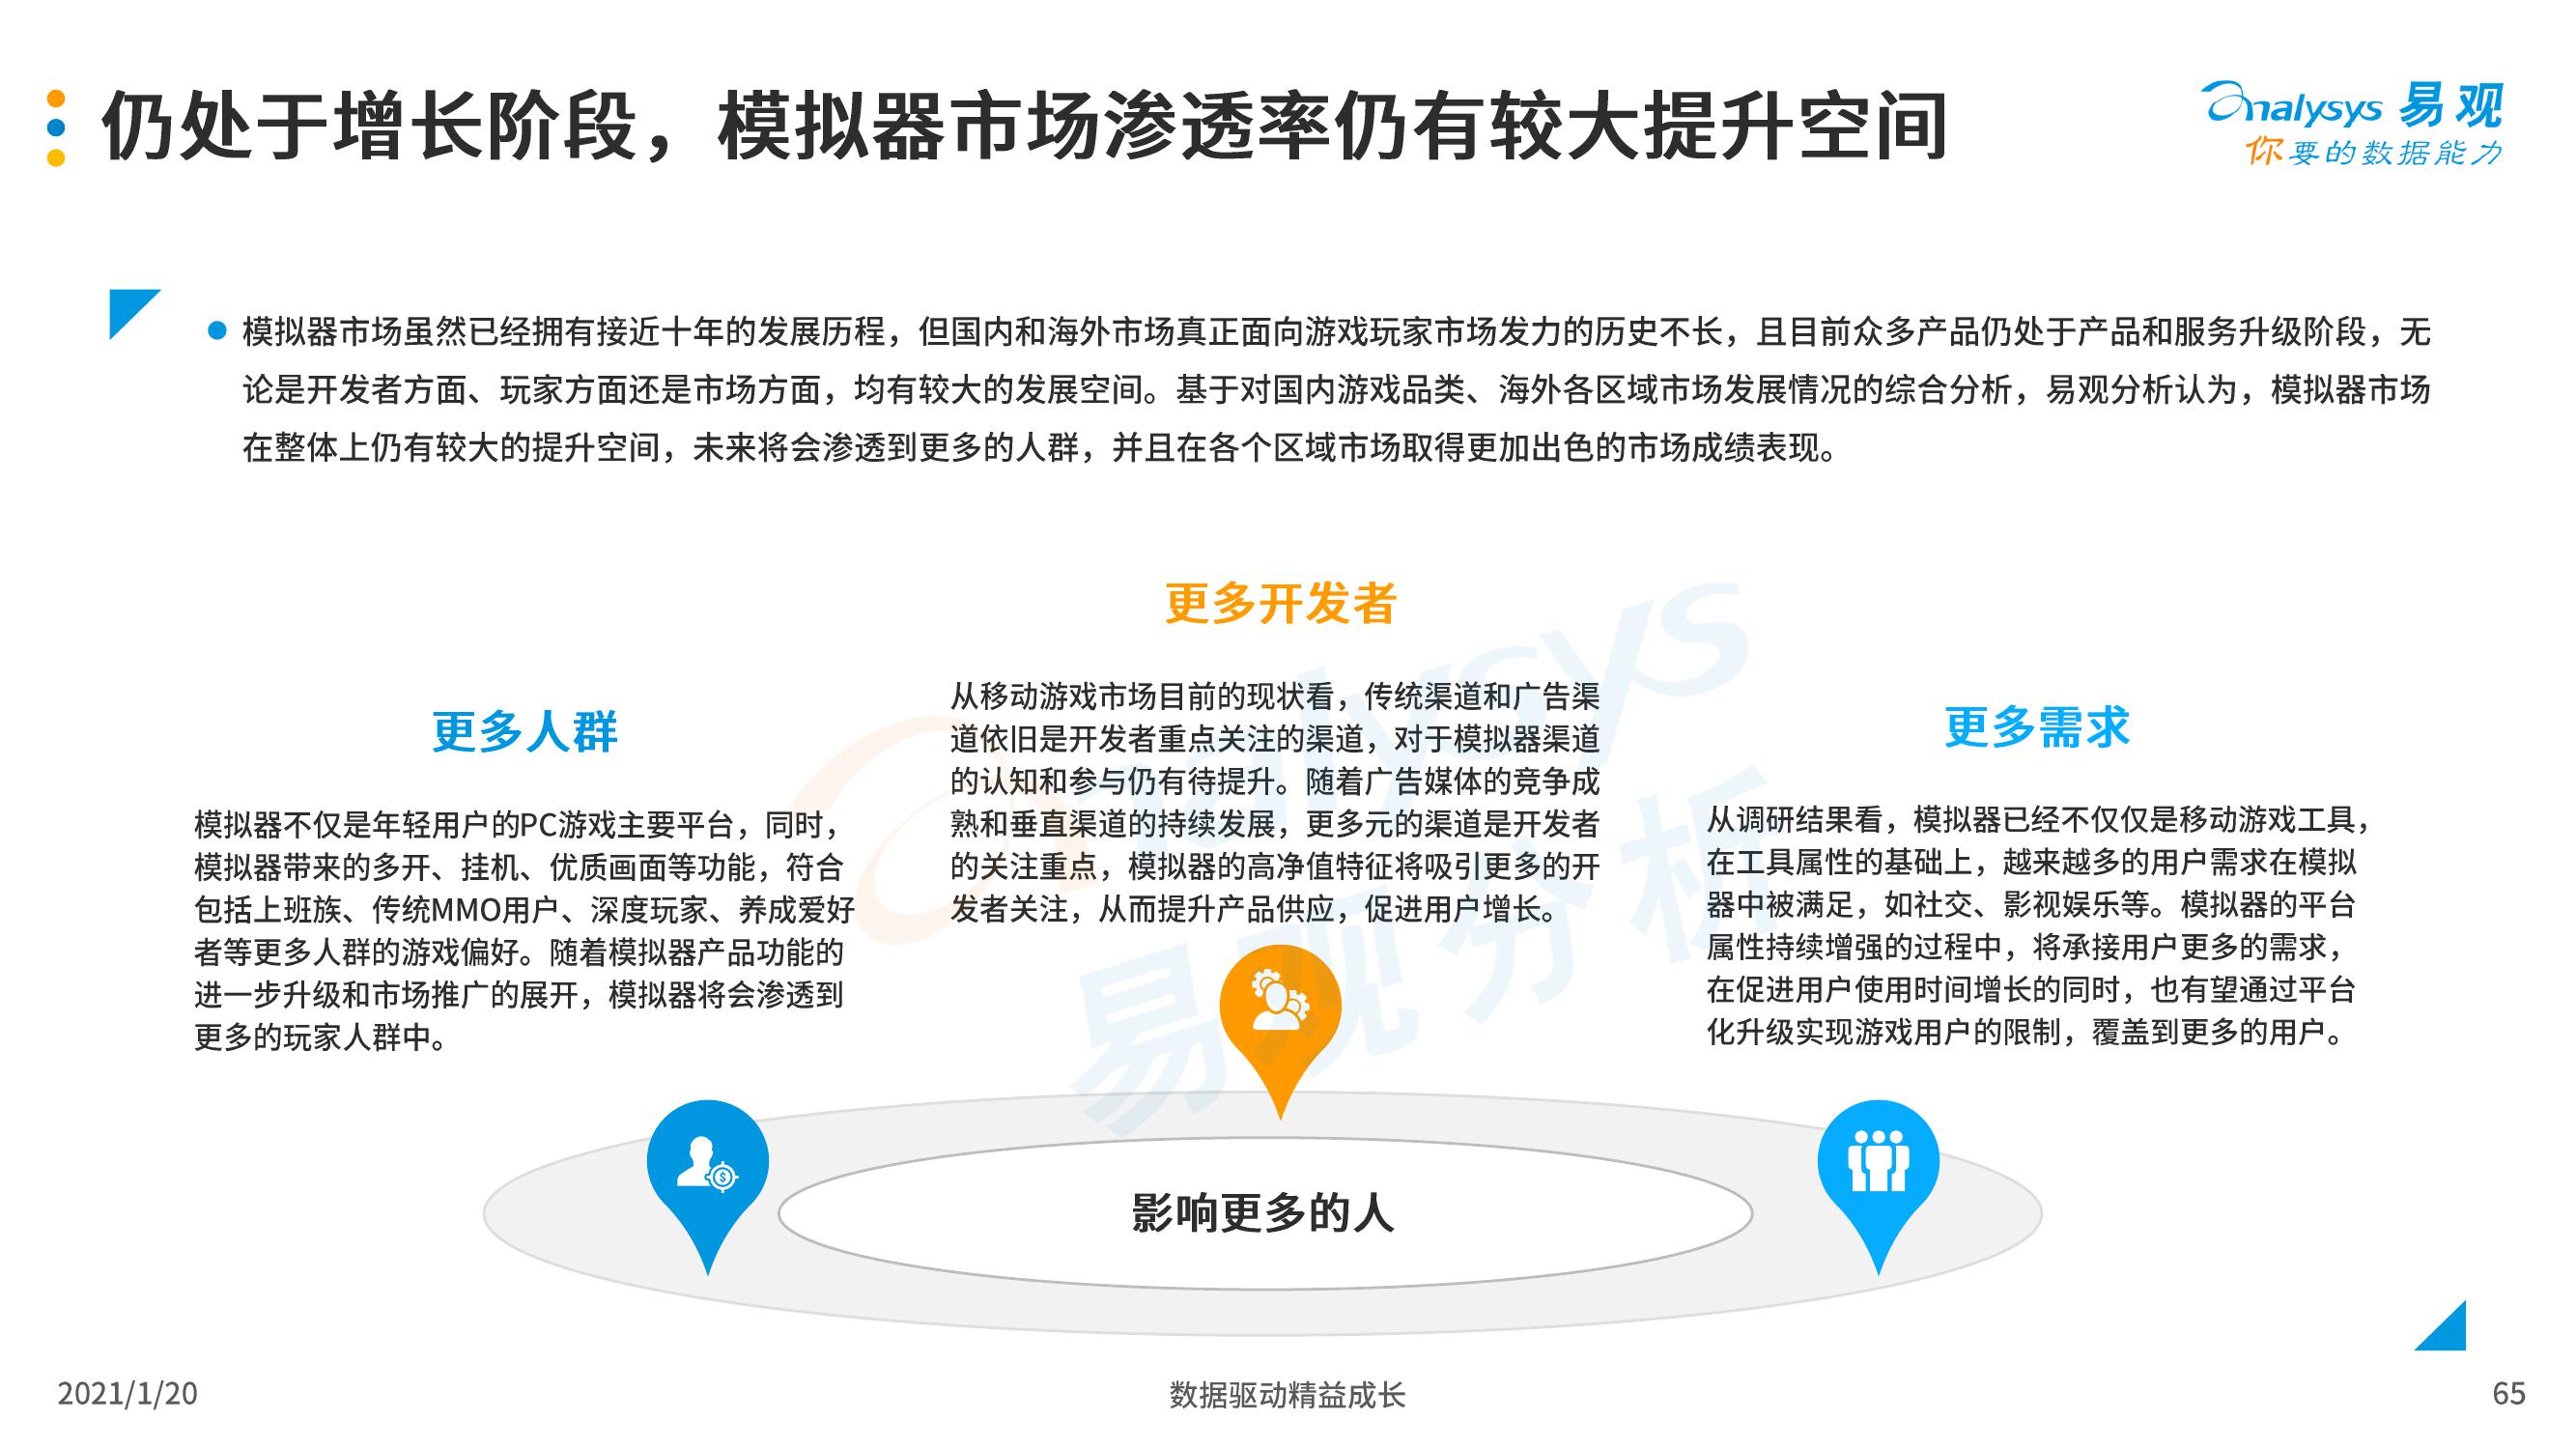 仍处于增长阶段，模拟器市场渗透率仍有较大提升空间
analysys 易观
你要的数据能力
模拟器市场虽然已经拥有接近十年的发展历程，但国内和海外市场真正面向游戏玩家市场发力的历史不长，且目前众多产品仍处于产品和服务升级阶段，无
论是开发者方面、玩家方面还是市场方面，均有较大的发展空间。基于对国内游戏品类、海外各区域市场发展情况的综合分析，易观分析认为，模拟器市场
在整体上仍有较大的提升空间，未来将会渗透到更多的人群，并且在各个区域市场取得更加出色的市场成绩表现。
更多人群
模拟器不仅是年轻用户的PC游戏主要平台，同时，
模拟器带来的多开、挂机、优质画面等功能，符合
包括上班族、传统MMO用户、深度玩家、养成爱好
者等更多人群的游戏偏好。随着模拟器产品功能的
进一步升级和市场推广的展开，模拟器将会渗透到
更多的玩家人群中。
更多开发者
从移动游戏市场目前的现状看，传统渠道和广告渠
道依旧是开发者重点关注的渠道，对于模拟器渠道
的认知和参与仍有待提升。随着广告媒体的竞争成
熟和垂直渠道的持续发展，更多元的渠道是开发者
的关注重点，模拟器的高净值特征将吸引更多的开
发者关注，从而提升产品供应，促进用户增长。
更多需求
从调研结果看，模拟器已经不仅仅是移动游戏工具，
在工具属性的基础上，越来越多的用户需求在模拟
器中被满足，如社交、影视娱乐等。模拟器的平台
属性持续增强的过程中，将承接用户更多的需求，
在促进用户使用时间增长的同时，也有望通过平台
化升级实现游戏用户的限制，覆盖到更多的用户。
analysys
易观分析
影响更多的人
2021/1/20
数据驱动精益成长
65